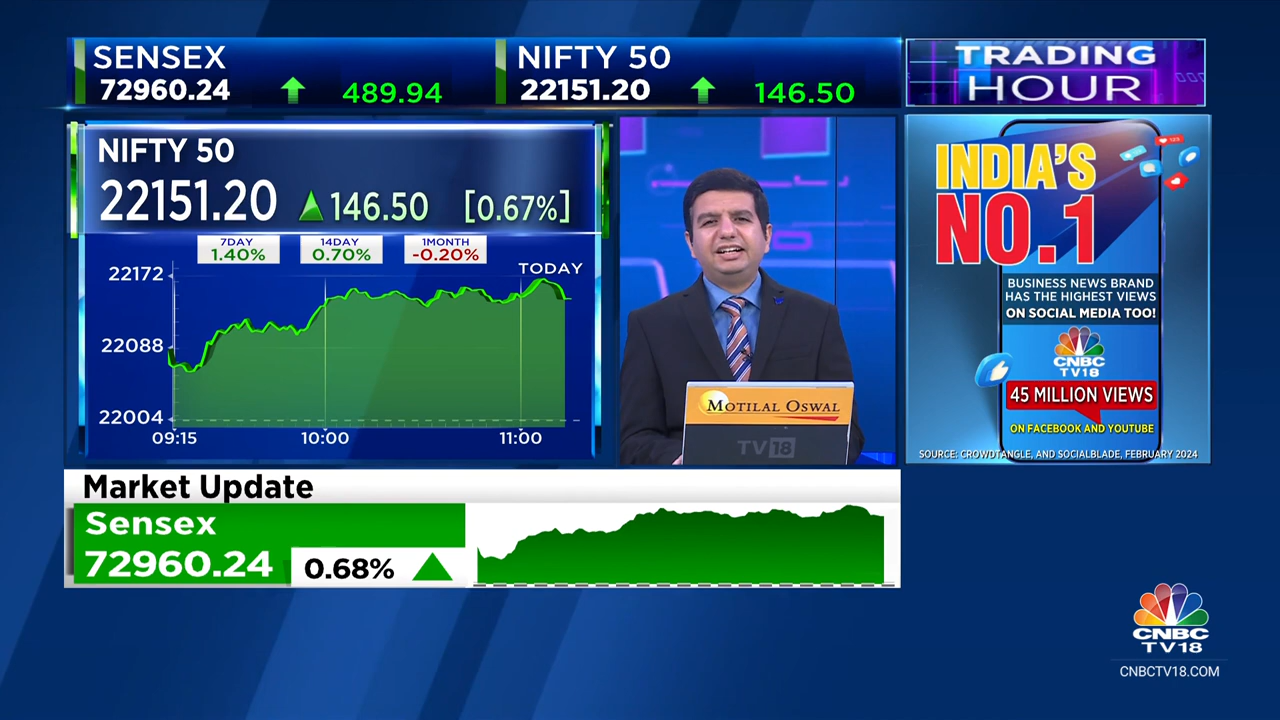 SENSEX
72960.24 489.94
NIFTY 50
22151.20 146.50
TRADING
HOUR
NIFTY 50
22151.20 146.50 [0.67%]
7DAY
1.40%
14DAY
0.70%
1MONTH
-0.20%
TODAY
22172
22088
22004
09:15 10:00 11:00
MOTILAL OSWAL
TV18
INDIA'S
NO.1
BUSINESS NEWS BRAND
HAS THE HIGHEST VIEWS
ON SOCIAL MEDIA TOO!
CNBC
TV18
45 MILLION VIEWS
ON FACEBOOK AND YOUTUBE
SOURCE: CROWDTANGLE, AND SOCIALBLADE, FEBRUARY 2024
Market Update
Sensex
72960.24 0.68%
CNBC
TV18
CNBCTV18.COM